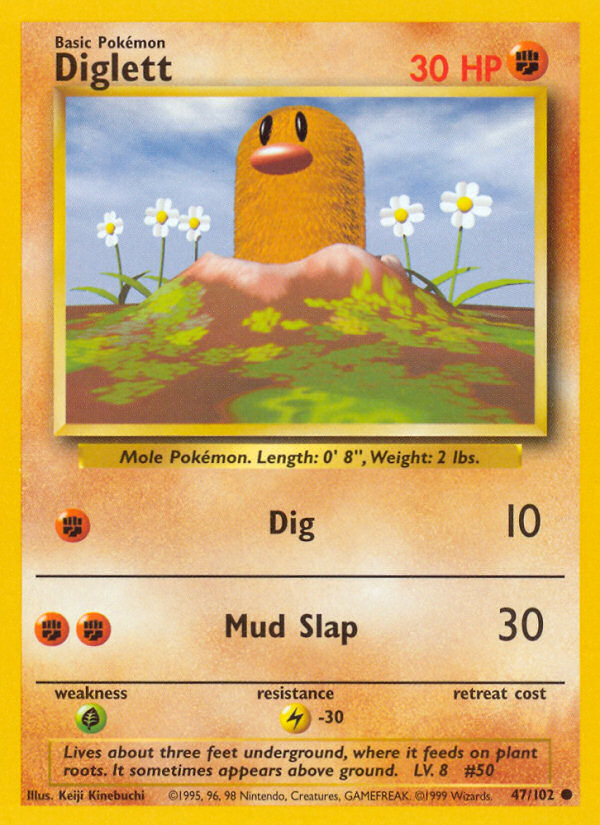 Basic Pokémon
Diglett
30 HP
Mole Pokémon. Length: 0' 8", Weight: 2 lbs.
Dig 10
Mud Slap 30
weakness resistance retreat cost
-30
Lives about three feet underground, where it feeds on plant
roots. It sometimes appears above ground. LV. 8 #50
Illus. Keiji Kinebuchi ©1995, 96, 98 Nintendo, Creatures, GAMEFREAK. ©1999 Wizards. 47/102